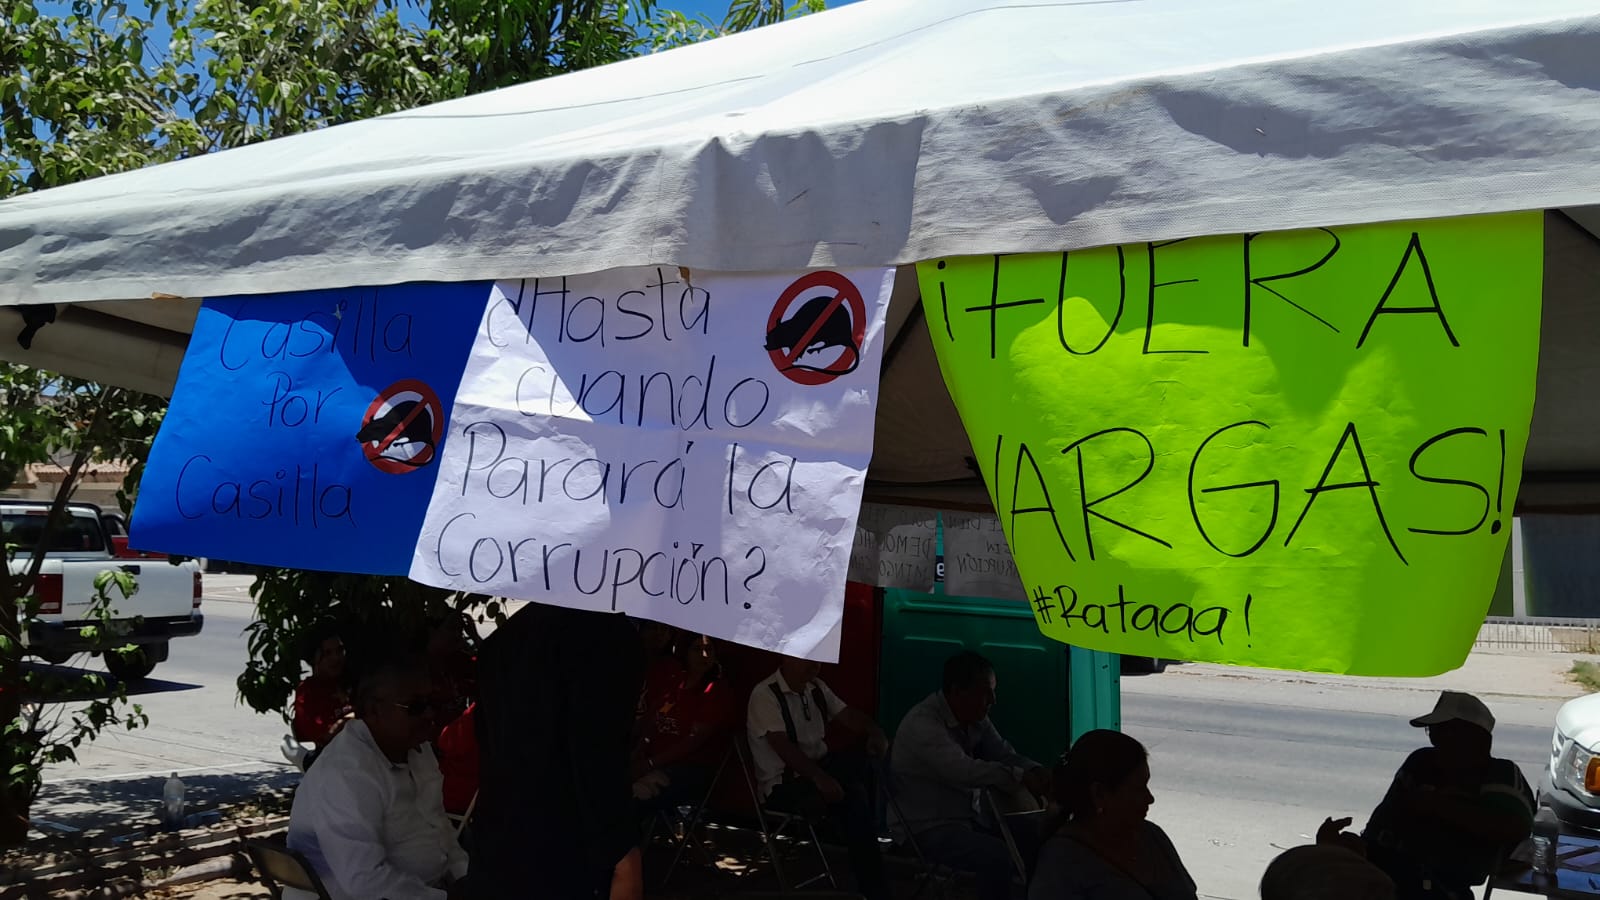 Casilla
Por
Casilla
¿Hasta
cuando
Parará la
Corrupción?
¡FUERA
VARGAS!
#Rataaa!